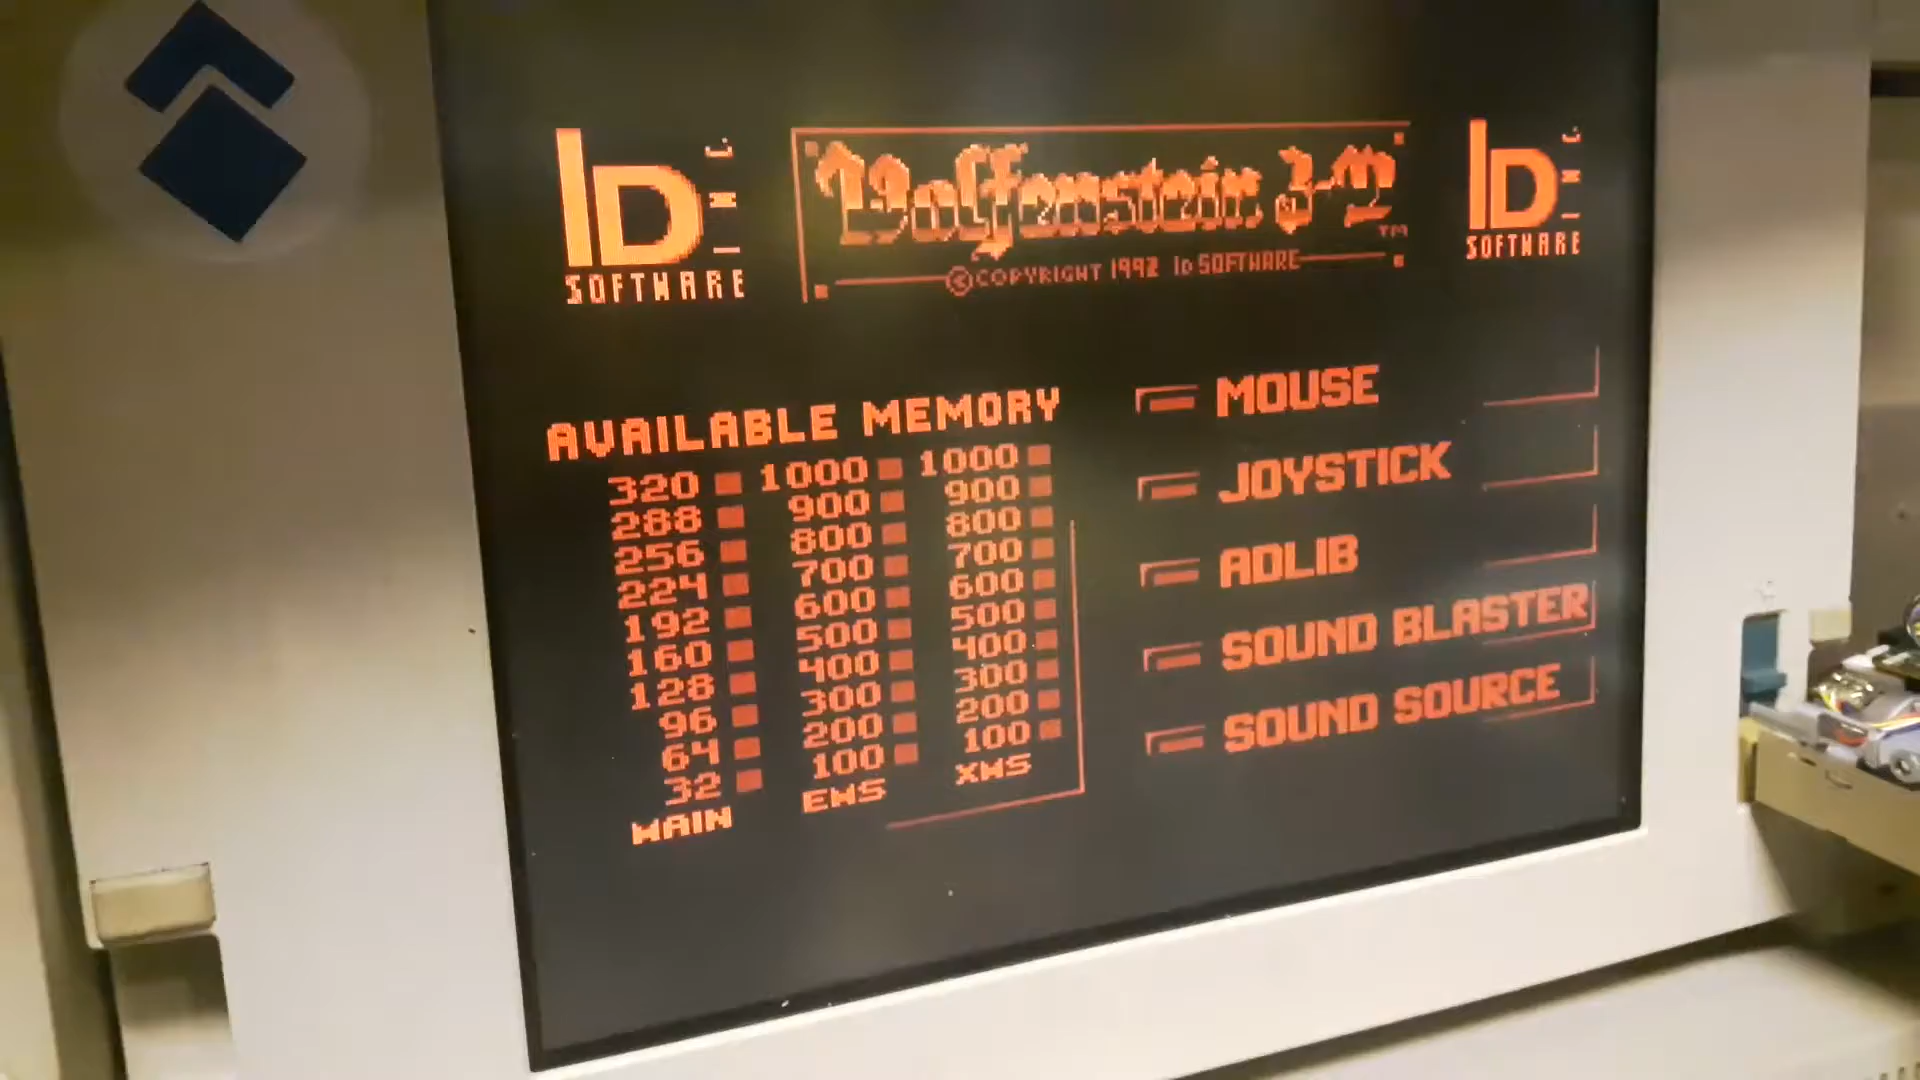 ID INC.
SOFTWARE
Wolfenstein 3-D
TM
©COPYRIGHT 1992 ID SOFTWARE
ID INC.
SOFTWARE
AVAILABLE MEMORY
320 1000 1000
288 900 900
256 800 800
224 700 700
192 600 600
160 500 500
128 400 400
96 300 300
64 200 200
32 100 100
MAIN EMS XMS
MOUSE
JOYSTICK
ADLIB
SOUND BLASTER
SOUND SOURCE